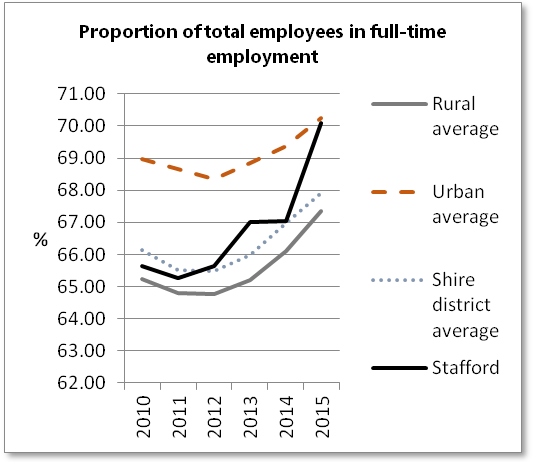 Proportion of total employees in full-time
employment
71.00
70.00
69.00
68.00
67.00
66.00
65.00
64.00
63.00
62.00
%
2010
2011
2012
2013
2014
2015
Rural
average
Urban
average
Shire
district
average
Stafford